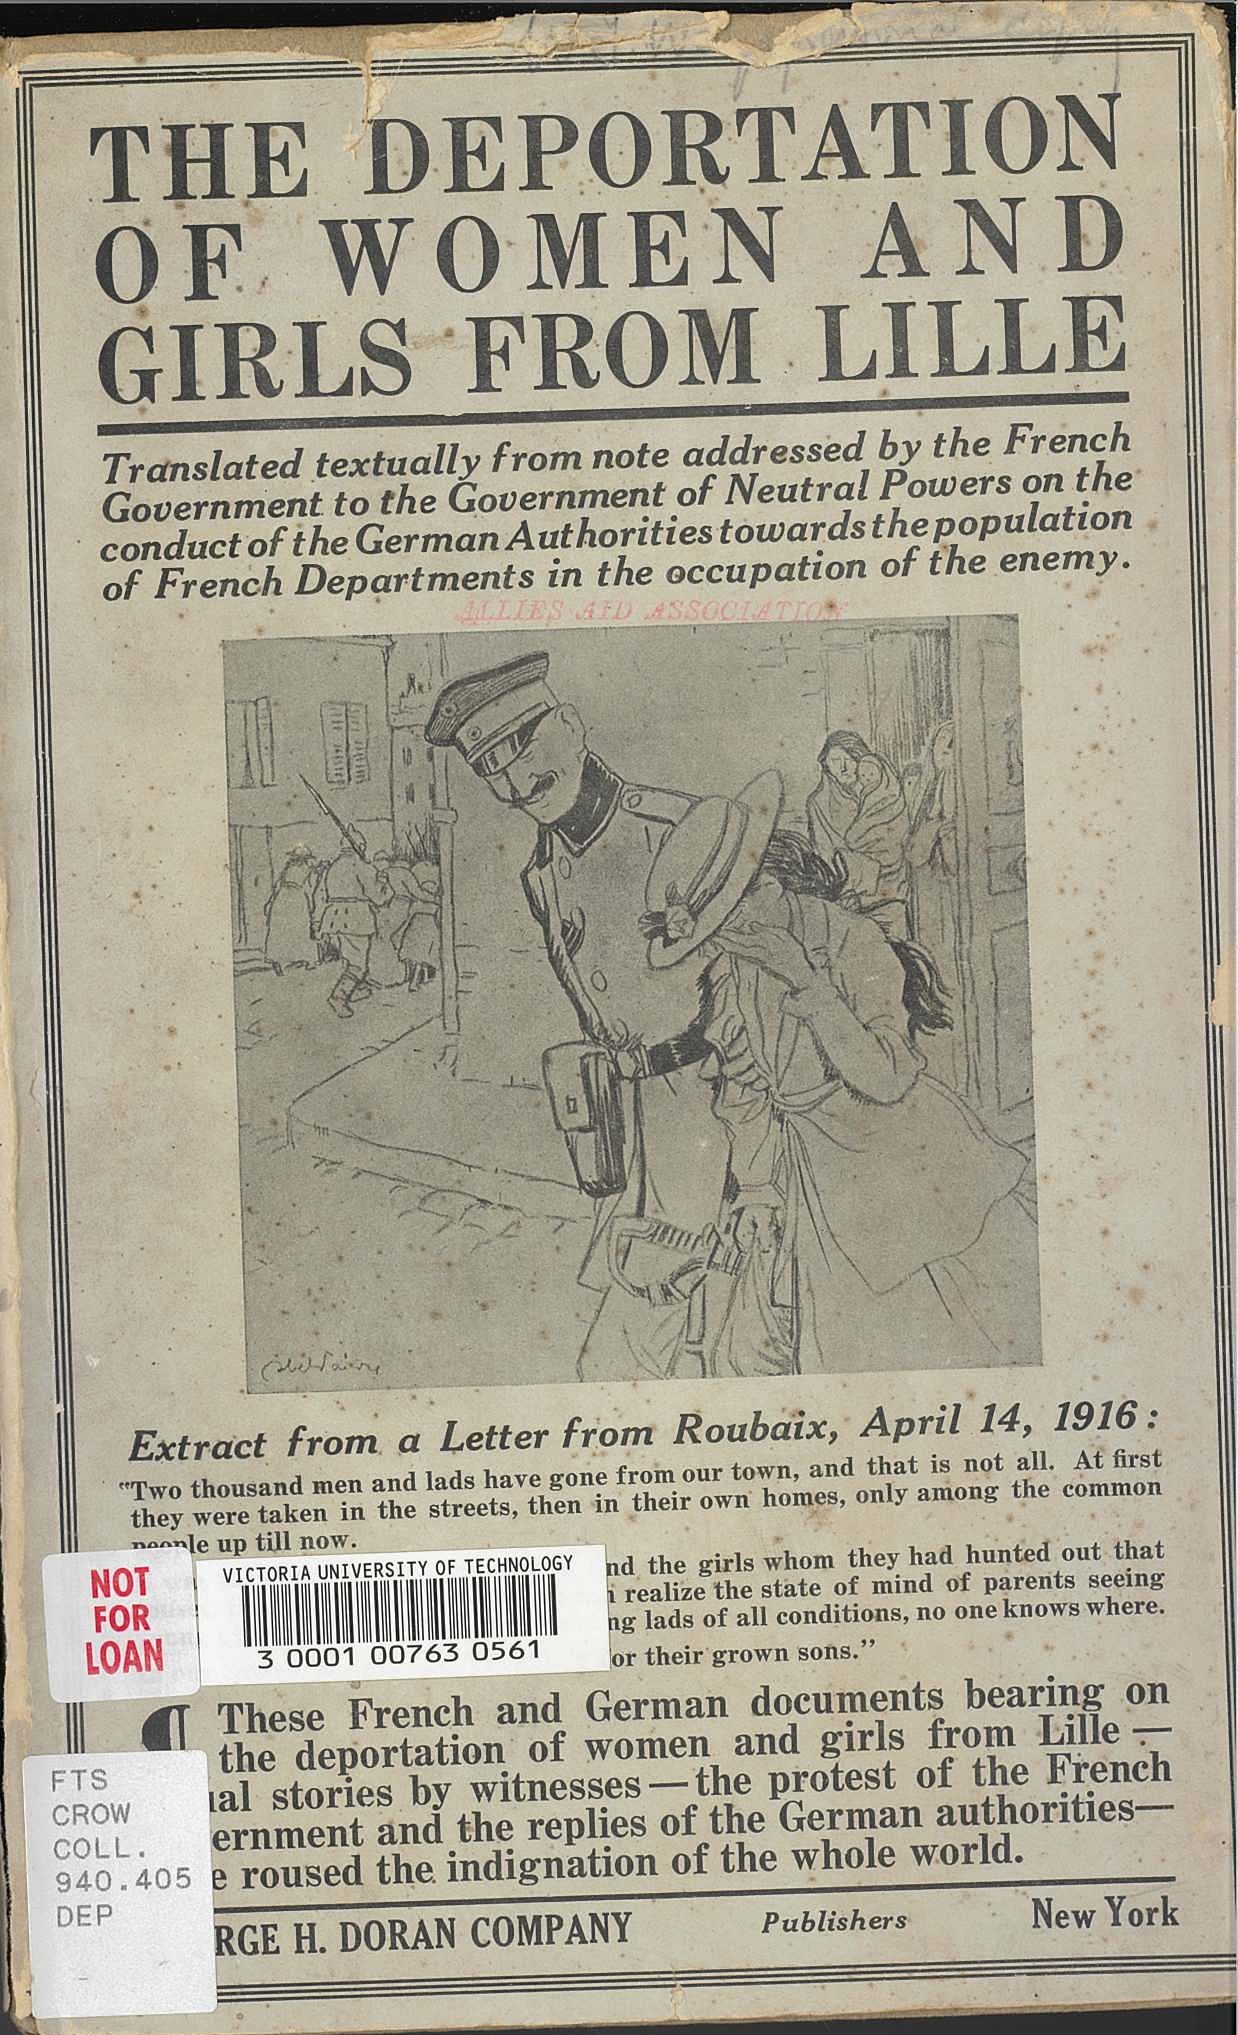 THE DEPORTATION
OF WOMEN AND
GIRLS FROM LILLE
Translated textually from note addressed by the French
Government to the Government of Neutral Powers on the
conduct of the German Authorities towards the population
of French Departments in the occupation of the enemy.
ALLIES AID ASSOCIATION
Extract from a Letter from Roubaix, April 14, 1916:
"Two thousand men and lads have gone from our town, and that is not all. At first
they were taken in the streets, then in their own homes, only among the common
people up till now.
the girls whom they had hunted out that
realize the state of mind of parents seeing
lads of all conditions, no one knows where.
or their grown sons."
NOT
FOR
LOAN
VICTORIA UNIVERSITY OF TECHNOLOGY
3 0001 00763 0561
¶ These French and German documents bearing on
the deportation of women and girls from Lille —
stories by witnesses — the protest of the French
ernment and the replies of the German authorities—
e roused the indignation of the whole world.
FTS
CROW
COLL.
940.405
DEP
RGE H. DORAN COMPANY Publishers New York